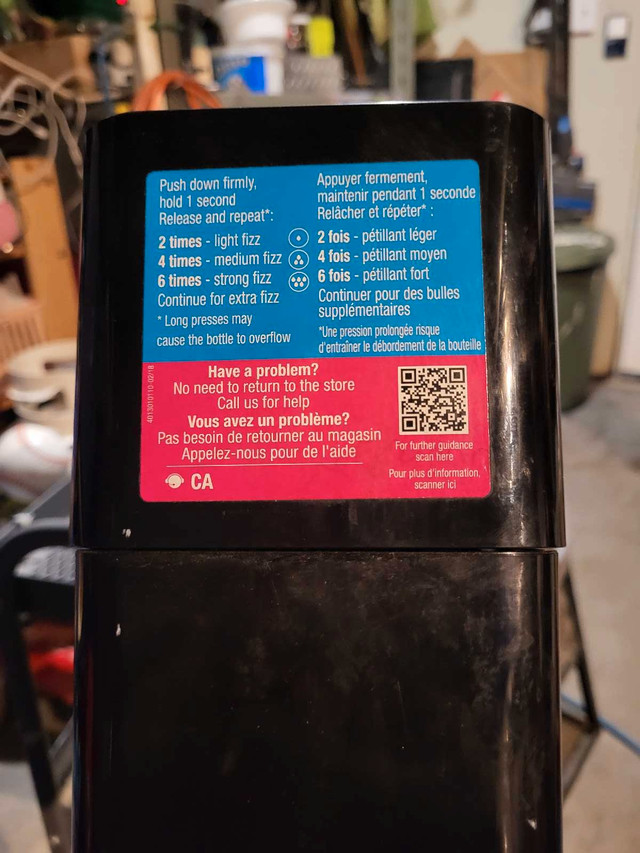 Push down firmly,
hold 1 second
Release and repeat*:
2 times - light fizz
4 times - medium fizz
6 times - strong fizz
Continue for extra fizz
* Long presses may
cause the bottle to overflow
Appuyer fermement,
maintenir pendant 1 seconde
Relâcher et répéter* :
2 fois - pétillant léger
4 fois - pétillant moyen
6 fois - pétillant fort
Continuer pour des bulles
supplémentaires
*Une pression prolongée risque
d'entraîner le débordement de la bouteille
4013010110 02/18
Have a problem?
No need to return to the store
Call us for help
Vous avez un problème?
Pas besoin de retourner au magasin
Appelez-nous pour de l'aide
CA
For further guidance
scan here
Pour plus d'information,
scanner ici